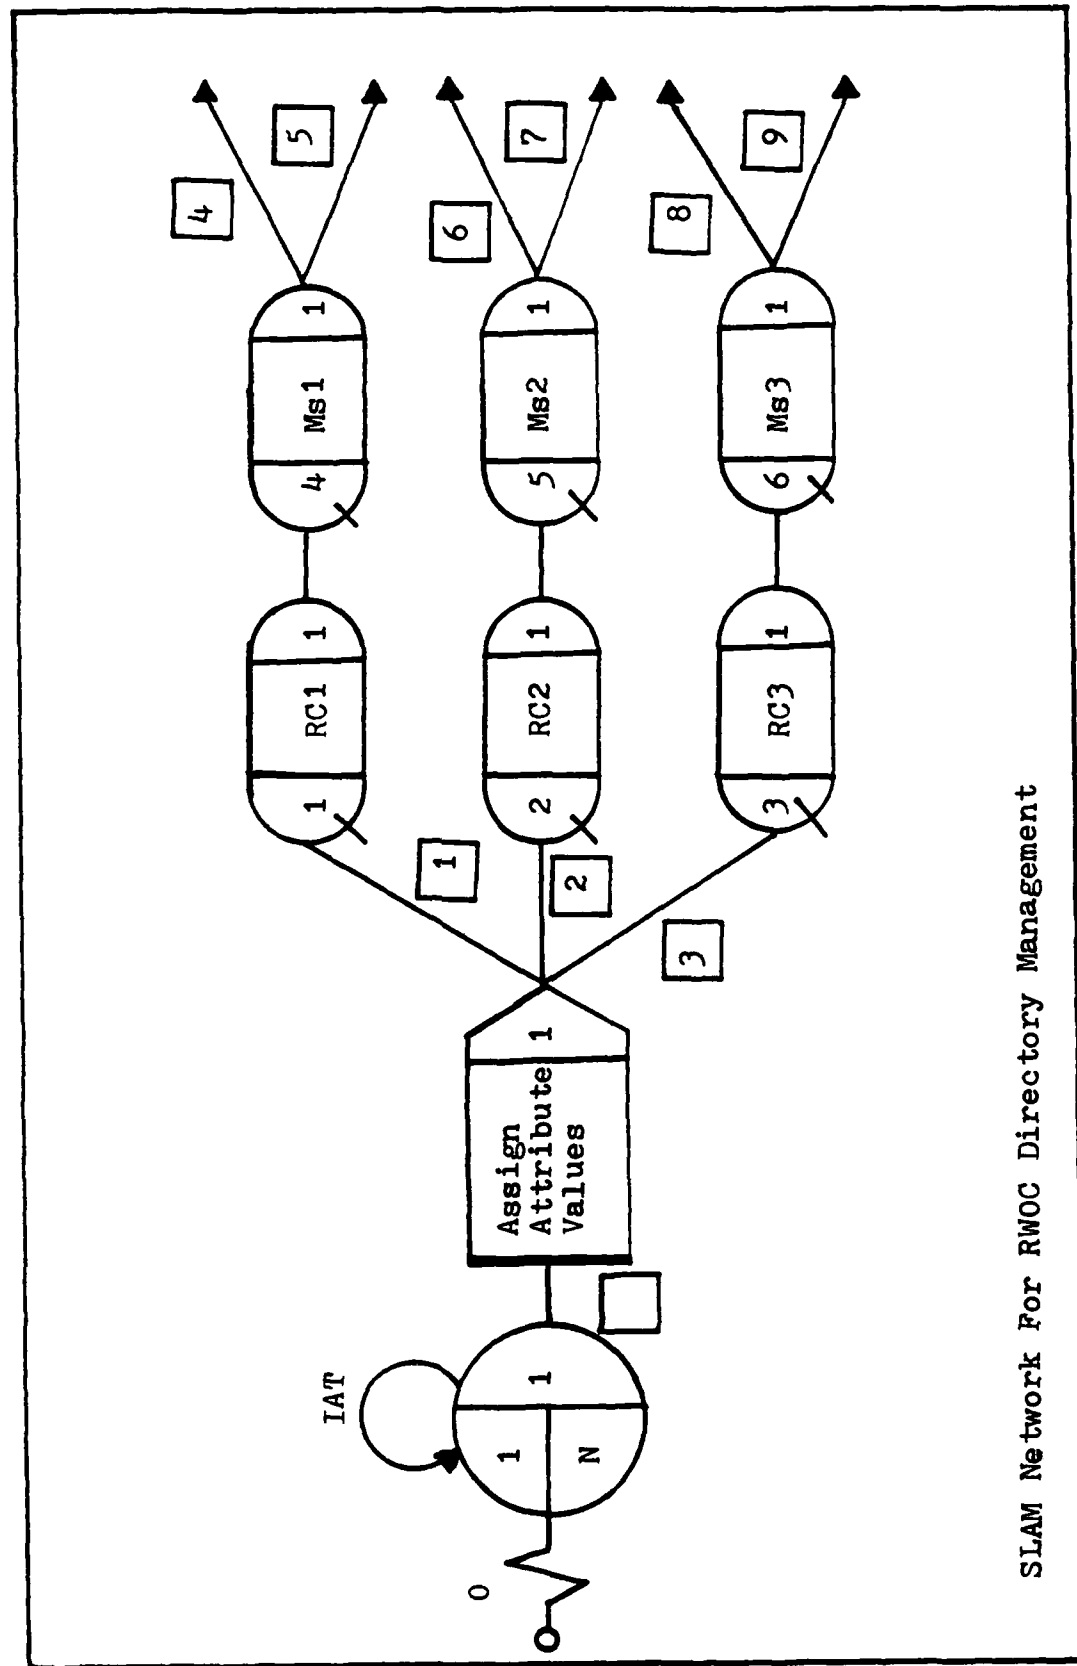 IAT
0
1
N
1
Assign
Attribute
Values
1
1
2
3
1
RC1
1
4
Ms1
1
4
5
2
RC2
1
5
Ms2
1
6
7
3
RC3
1
6
Ms3
1
8
9
SLAM Network For RWOC Directory Management